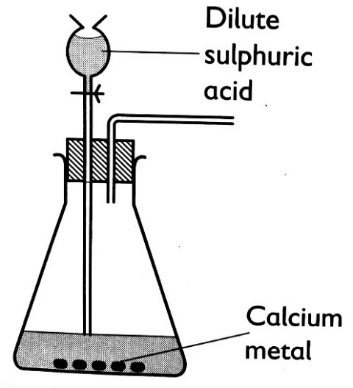 Dilute
sulphuric
acid
Calcium
metal